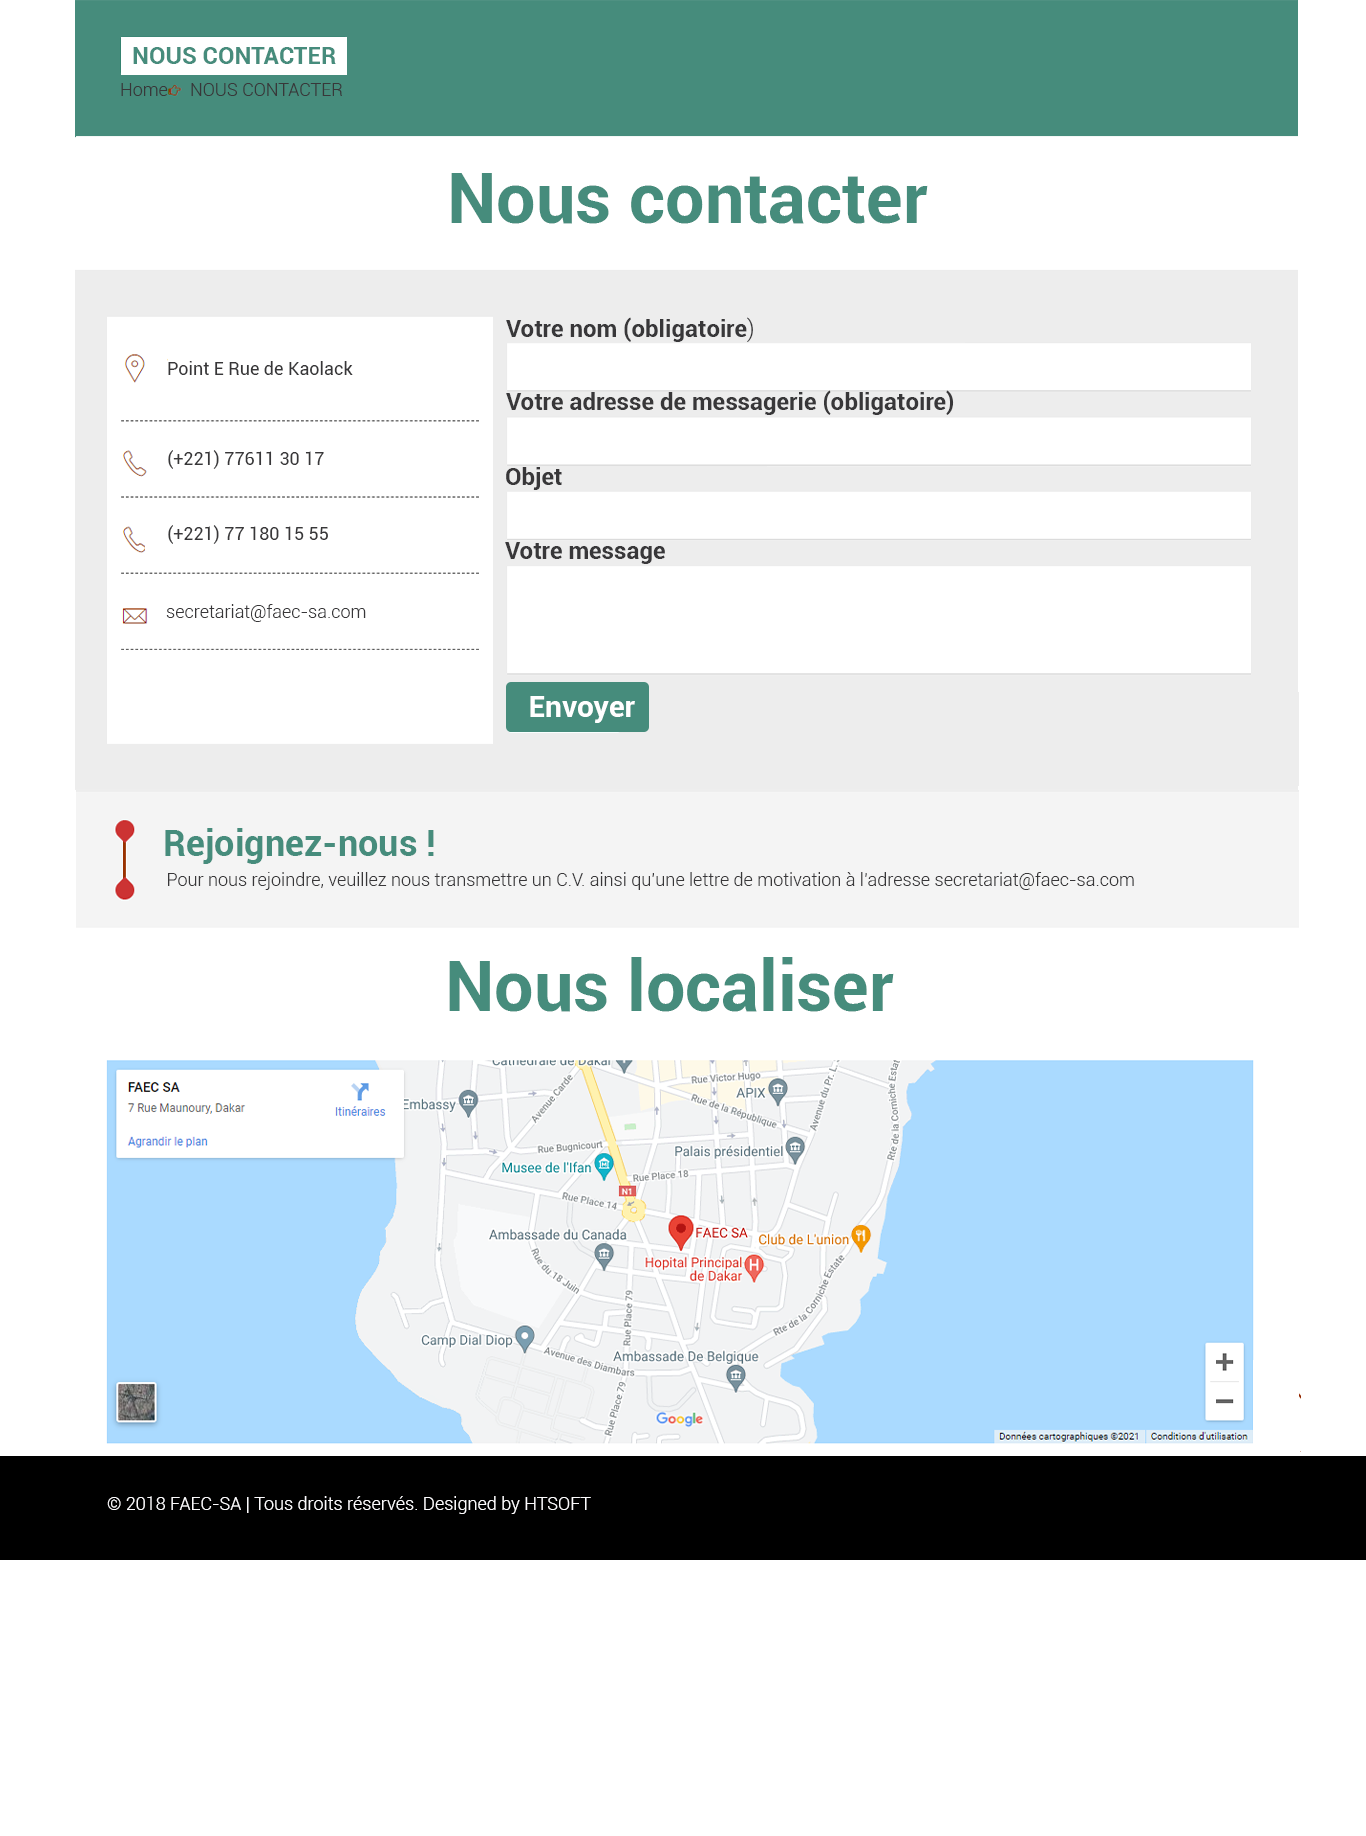 NOUS CONTACTER
Home NOUS CONTACTER
Nous contacter
Point E Rue de Kaolack
(+221) 77611 30 17
(+221) 77 180 15 55
secretariat@faec-sa.com
Votre nom (obligatoire)
Votre adresse de messagerie (obligatoire)
Objet
Votre message
Envoyer
Rejoignez-nous !
Pour nous rejoindre, veuillez nous transmettre un C.V. ainsi qu'une lettre de motivation à l'adresse secretariat@faec-sa.com
Nous localiser
FAEC SA
7 Rue Maunoury, Dakar
Itinéraires
Agrandir le plan
Cathédrale de Dakar
Embassy
Avenue Carde
Rue Victor Hugo
APIX
Rue de la République
Avenue du Pr. L.
Rte de la Corniche Estate
Rue Bugnicourt
Palais présidentiel
Musee de l'Ifan
Rue Place 18
N1
Rue Place 14
Ambassade du Canada
FAEC SA
Club de L'union
Hopital Principal
de Dakar
H
Rue du 18 Juin
Rue Place 79
Rte de la Corniche Estate
Camp Dial Diop
Avenue des Diambars
Ambassade De Belgique
Rue Place 79
Google
+
−
Données cartographiques ©2021
Conditions d'utilisation
© 2018 FAEC-SA | Tous droits réservés. Designed by HTSOFT